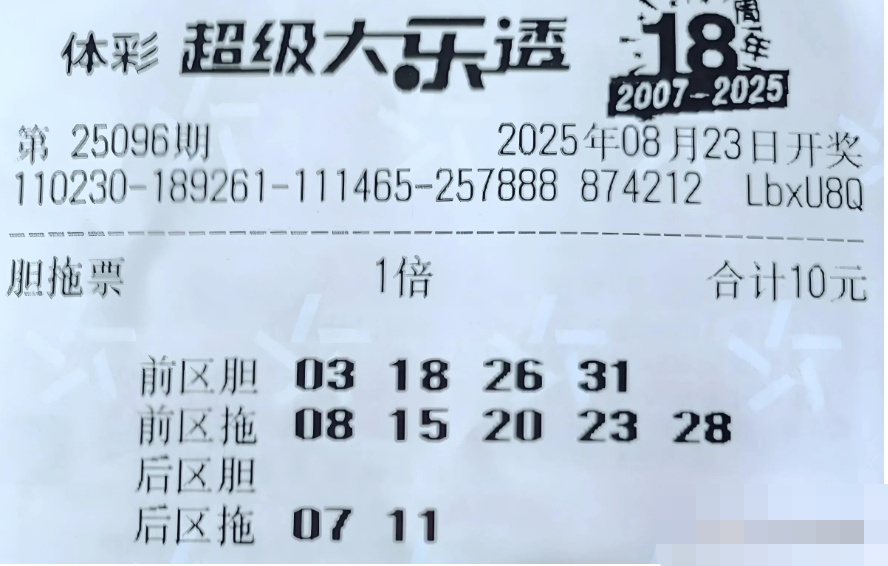 体彩 超级大乐透 18周年
2007-2025
第 25096期 2025年08月23日开奖
110230-189261-111465-257888 874212 LbxU8Q
胆拖票 1倍 合计10元
前区胆 03 18 26 31
前区拖 08 15 20 23 28
后区胆
后区拖 07 11